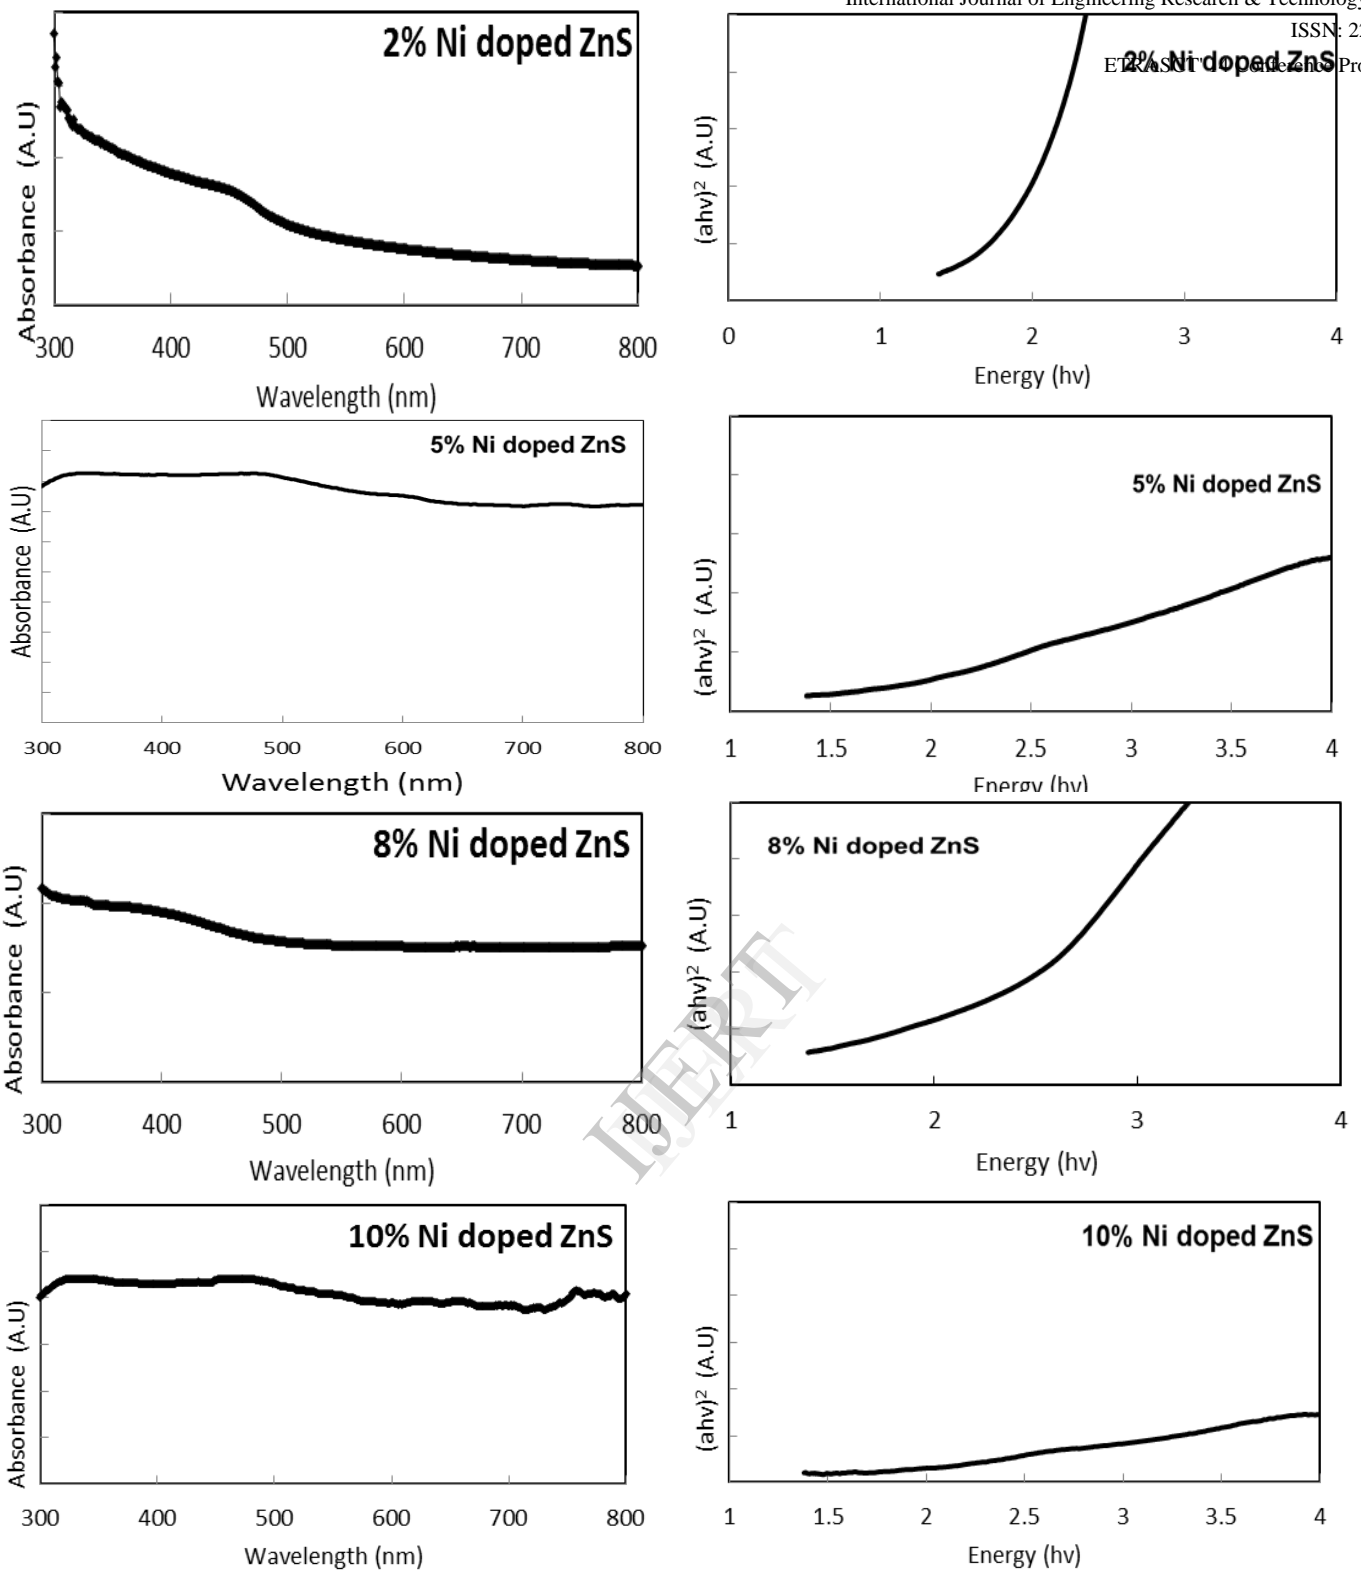 International Journal of Engineering Research & Technology
ISSN: 22
2% Ni doped ZnS
2% Ni doped ZnS
ETRASCT' 14 Conference Pro
Absorbance (A.U)
300 400 500 600 700 800
Wavelength (nm)
(ahv)² (A.U)
0 1 2 3 4
Energy (hv)
5% Ni doped ZnS
Absorbance (A.U)
300 400 500 600 700 800
Wavelength (nm)
5% Ni doped ZnS
(ahv)² (A.U)
1 1.5 2 2.5 3 3.5 4
Energy (hv)
8% Ni doped ZnS
Absorbance (A.U)
300 400 500 600 700 800
Wavelength (nm)
8% Ni doped ZnS
(ahv)² (A.U)
1 2 3 4
Energy (hv)
IJERT
10% Ni doped ZnS
Absorbance (A.U)
300 400 500 600 700 800
Wavelength (nm)
10% Ni doped ZnS
(ahv)² (A.U)
1 1.5 2 2.5 3 3.5 4
Energy (hv)